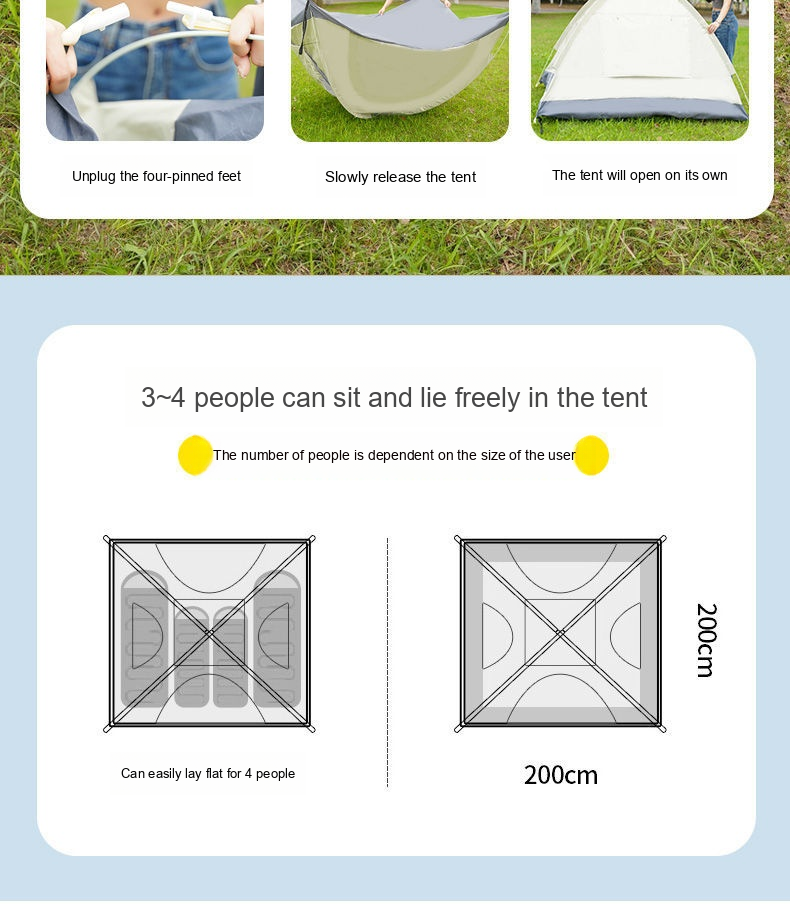 Unplug the four-pinned feet
Slowly release the tent
The tent will open on its own
3~4 people can sit and lie freely in the tent
The number of people is dependent on the size of the user
200cm
Can easily lay flat for 4 people
200cm